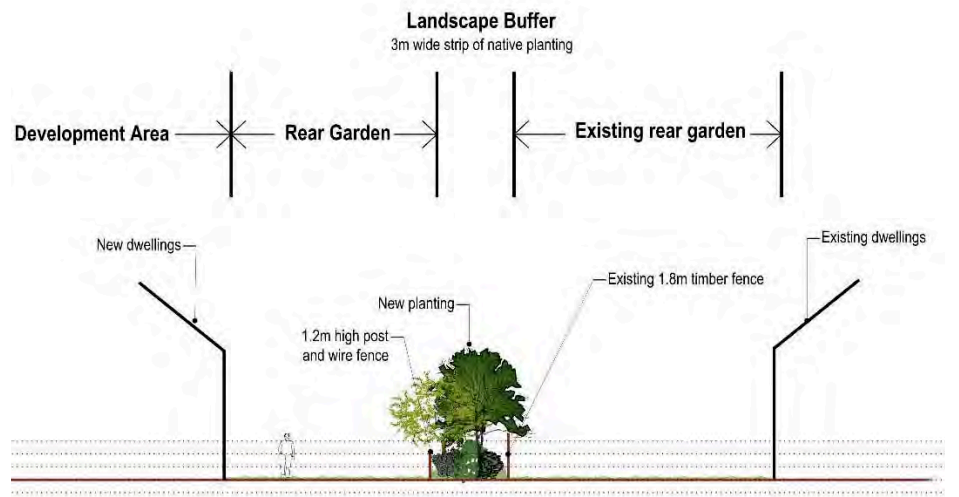 Landscape Buffer
3m wide strip of native planting
Development Area
Rear Garden
Existing rear garden
New dwellings
Existing dwellings
Existing 1.8m timber fence
New planting
1.2m high post
and wire fence